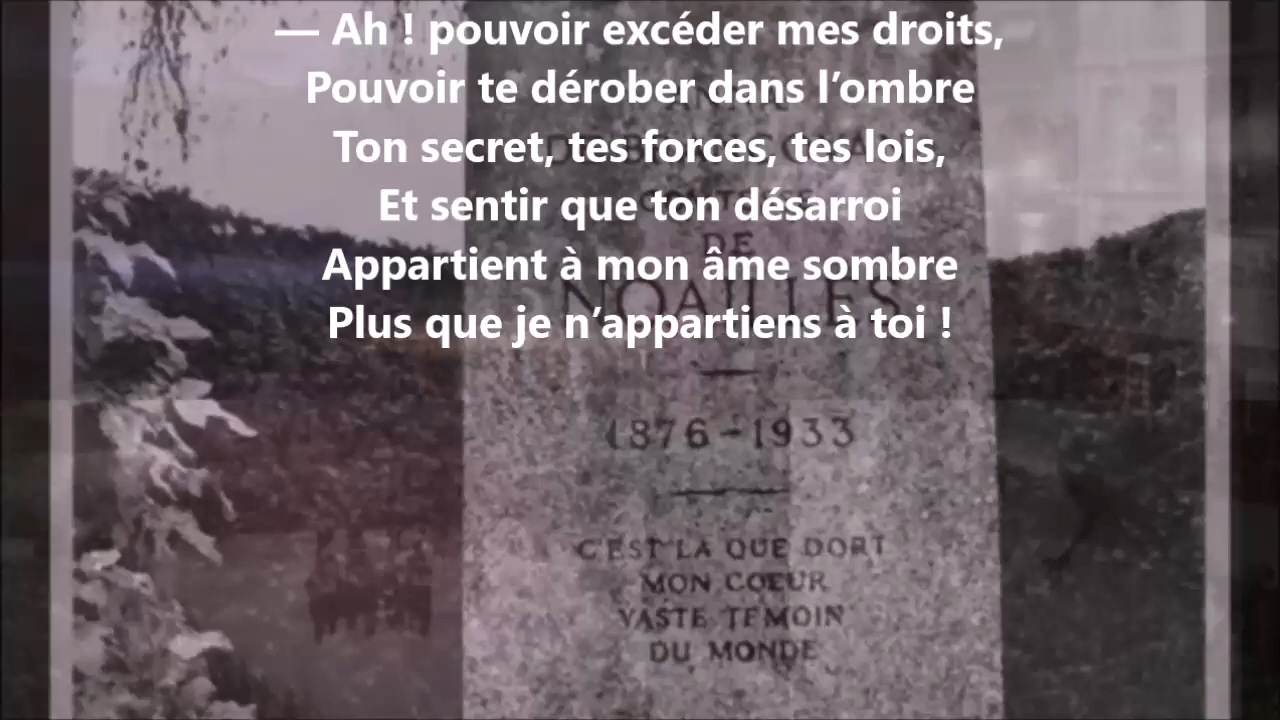 — Ah ! pouvoir excéder mes droits,
Pouvoir te dérober dans l’ombre
Ton secret, tes forces, tes lois,
Et sentir que ton désarroi
Appartient à mon âme sombre
Plus que je n’appartiens à toi !
DE
NOAILLES
1876-1933
C'EST LA QUE DORT
MON COEUR
VASTE TEMOIN
DU MONDE